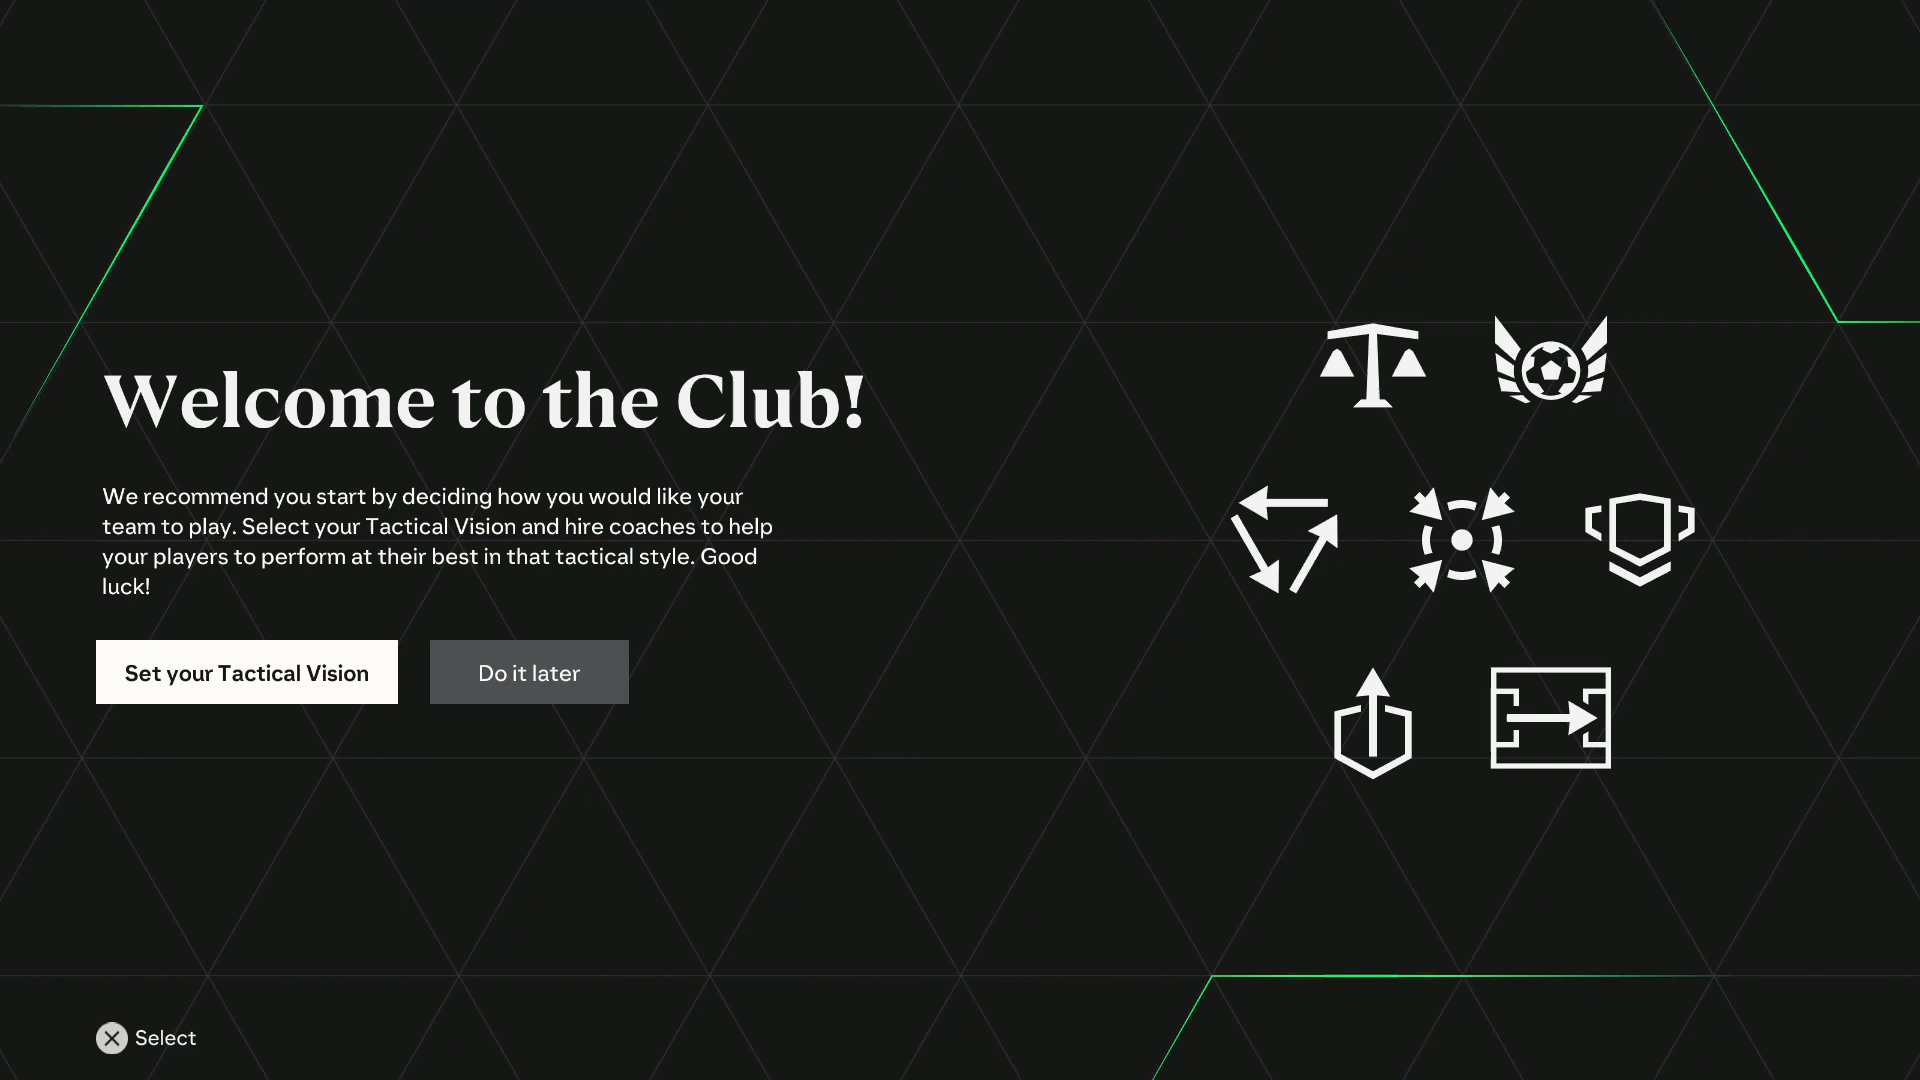 Welcome to the Club!
We recommend you start by deciding how you would like your
team to play. Select your Tactical Vision and hire coaches to help
your players to perform at their best in that tactical style. Good
luck!
Set your Tactical Vision
Do it later
Select